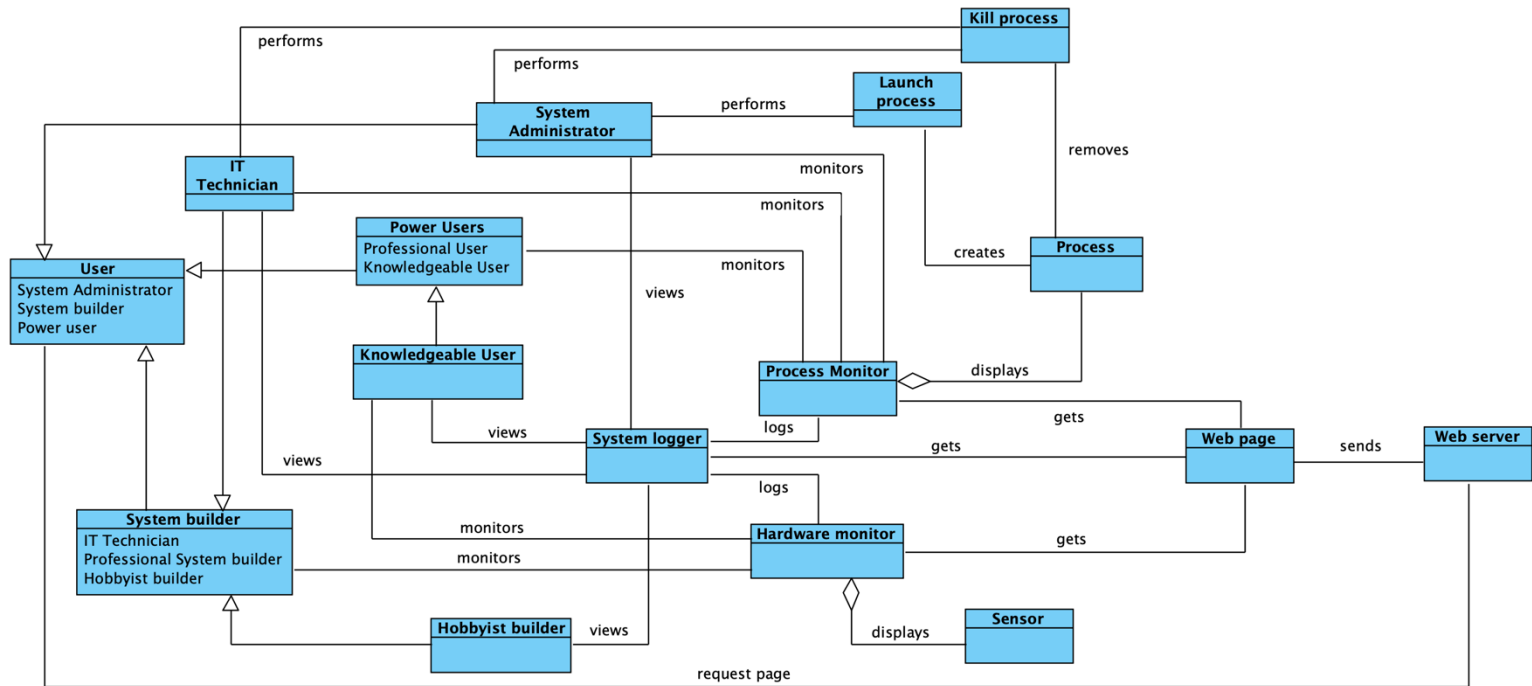 Kill process
performs
performs
Launch
process
System
Administrator
performs
removes
monitors
IT
Technician
monitors
Power Users
Professional User
Knowledgeable User
monitors
creates
Process
User
System Administrator
System builder
Power user
views
Knowledgeable User
Process Monitor
displays
gets
logs
views
System logger
gets
Web page
sends
Web server
views
logs
System builder
IT Technician
Professional System builder
Hobbyist builder
monitors
monitors
Hardware monitor
gets
Hobbyist builder
views
displays
Sensor
request page